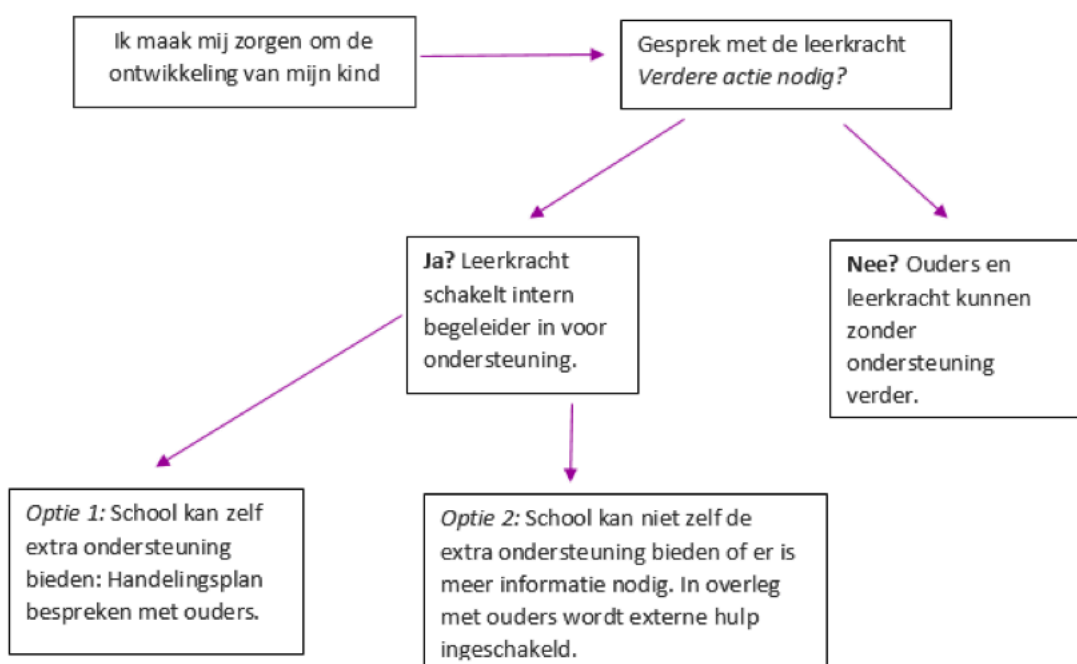 Ik maak mij zorgen om de
ontwikkeling van mijn kind
Gesprek met de leerkracht
Verdere actie nodig?
Ja? Leerkracht
schakelt intern
begeleider in voor
ondersteuning.
Nee? Ouders en
leerkracht kunnen
zonder
ondersteuning
verder.
Optie 1: School kan zelf
extra ondersteuning
bieden: Handelingsplan
bespreken met ouders.
Optie 2: School kan niet zelf de
extra ondersteuning bieden of er is
meer informatie nodig. In overleg
met ouders wordt externe hulp
ingeschakeld.